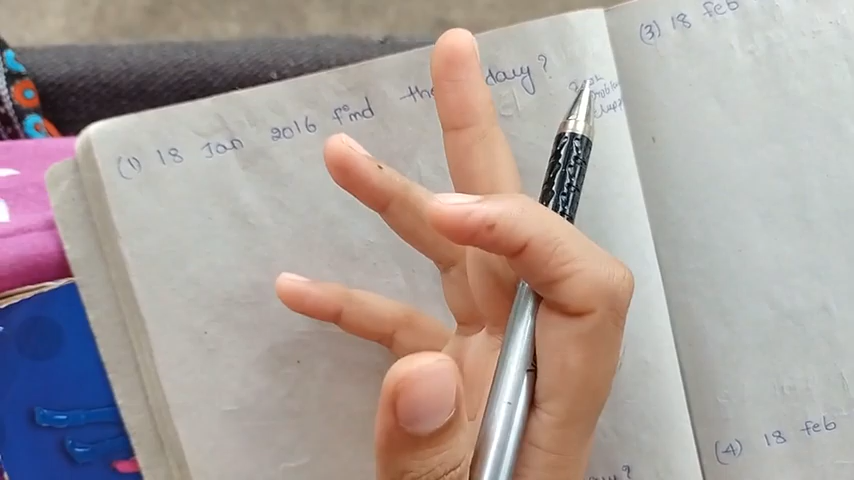 (1) 18 Jan 2016 find the day?
(3) 18 feb
(4) 18 feb